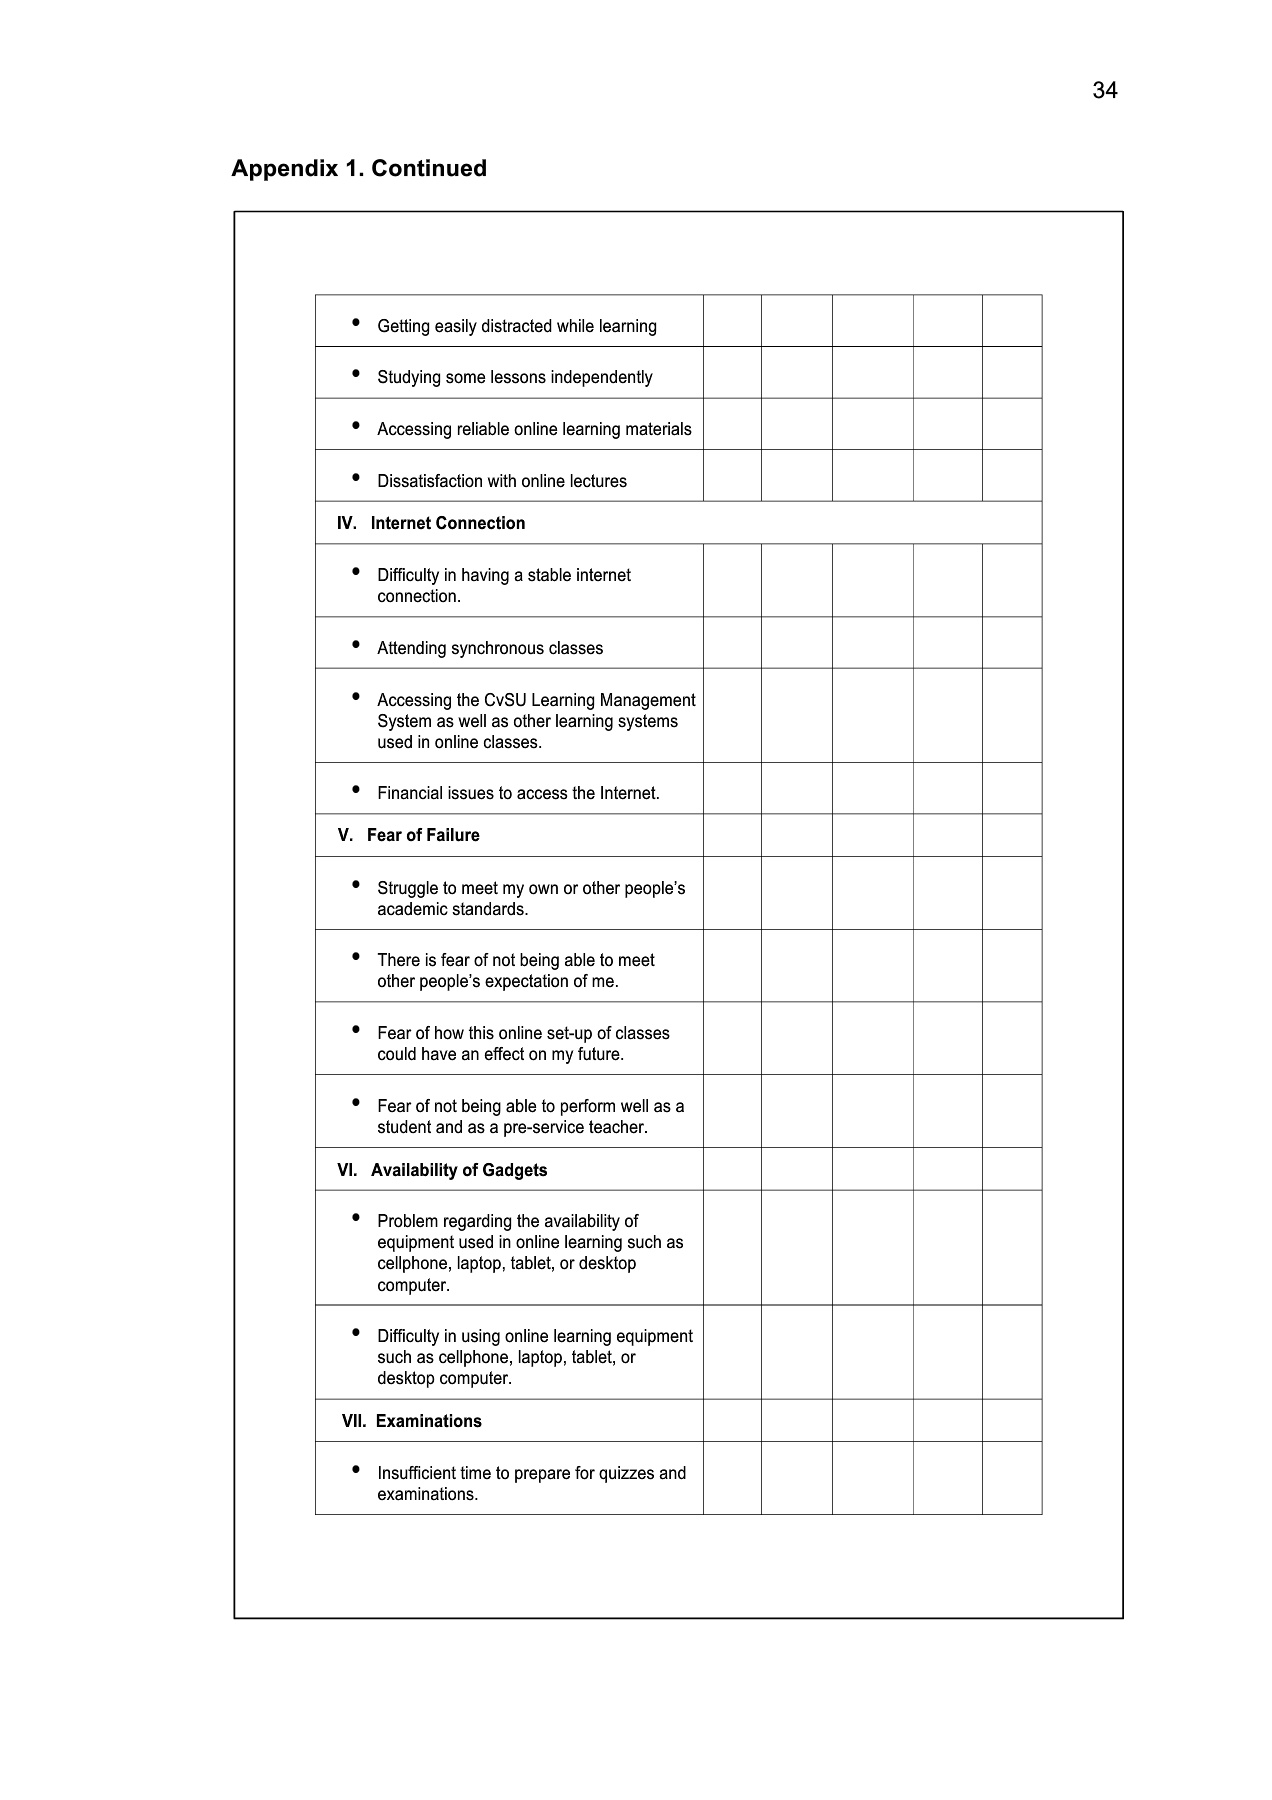 34
Appendix 1. Continued
• Getting easily distracted while learning
• Studying some lessons independently
• Accessing reliable online learning materials
• Dissatisfaction with online lectures
IV. Internet Connection
• Difficulty in having a stable internet
connection.
• Attending synchronous classes
• Accessing the CvSU Learning Management
System as well as other learning systems
used in online classes.
• Financial issues to access the Internet.
V. Fear of Failure
• Struggle to meet my own or other people’s
academic standards.
• There is fear of not being able to meet
other people’s expectation of me.
• Fear of how this online set-up of classes
could have an effect on my future.
• Fear of not being able to perform well as a
student and as a pre-service teacher.
VI. Availability of Gadgets
• Problem regarding the availability of
equipment used in online learning such as
cellphone, laptop, tablet, or desktop
computer.
• Difficulty in using online learning equipment
such as cellphone, laptop, tablet, or
desktop computer.
VII. Examinations
• Insufficient time to prepare for quizzes and
examinations.